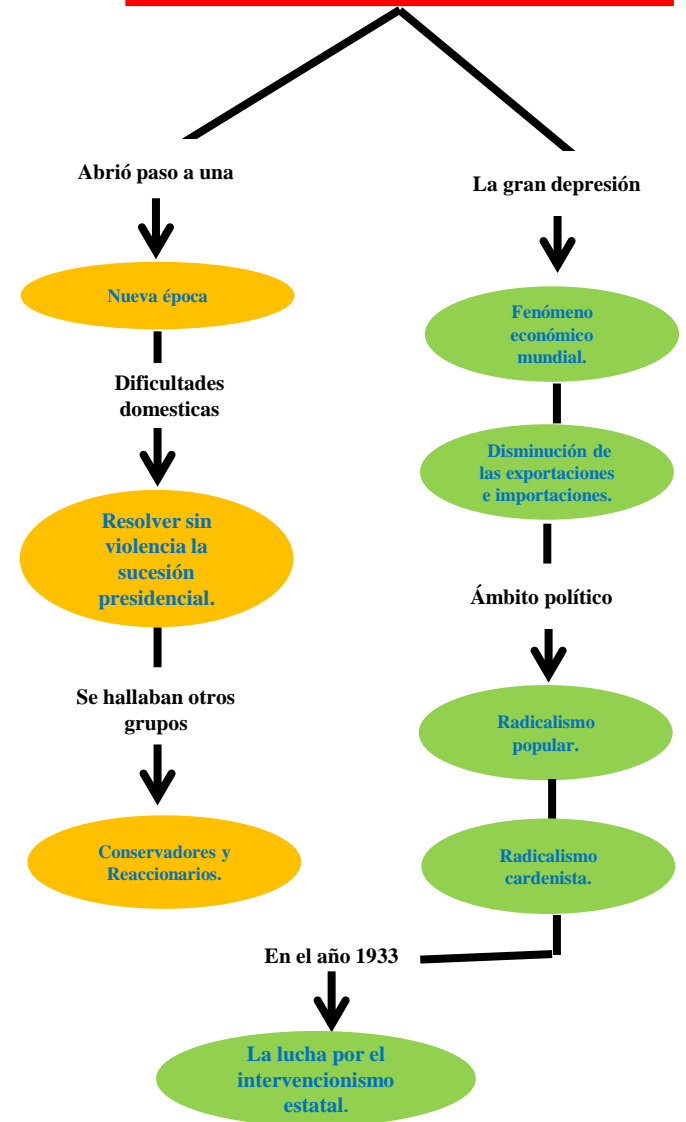 Abrió paso a una
Nueva época
Dificultades
domesticas
Resolver sin
violencia la
sucesión
presidencial.
Se hallaban otros
grupos
Conservadores y
Reaccionarios.
La gran depresión
Fenómeno
económico
mundial.
Disminución de
las exportaciones
e importaciones.
Ámbito político
Radicalismo
popular.
Radicalismo
cardenista.
En el año 1933
La lucha por el
intervencionismo
estatal.